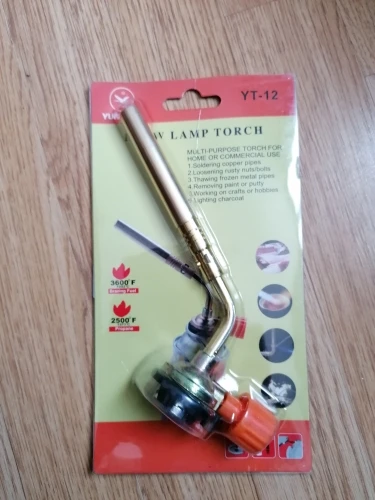 YT-12
W LAMP TORCH
MULTI-PURPOSE TORCH FOR
HOME OR COMMERCIAL USE
1.Soldering copper pipes
2.Loosening rusty nuts/bolts
3.Thawing frozen metal pipes
4.Removing paint or putty
5.Working on crafts or hobbies
Lighting charcoal
3600°F
2500°F
Propane